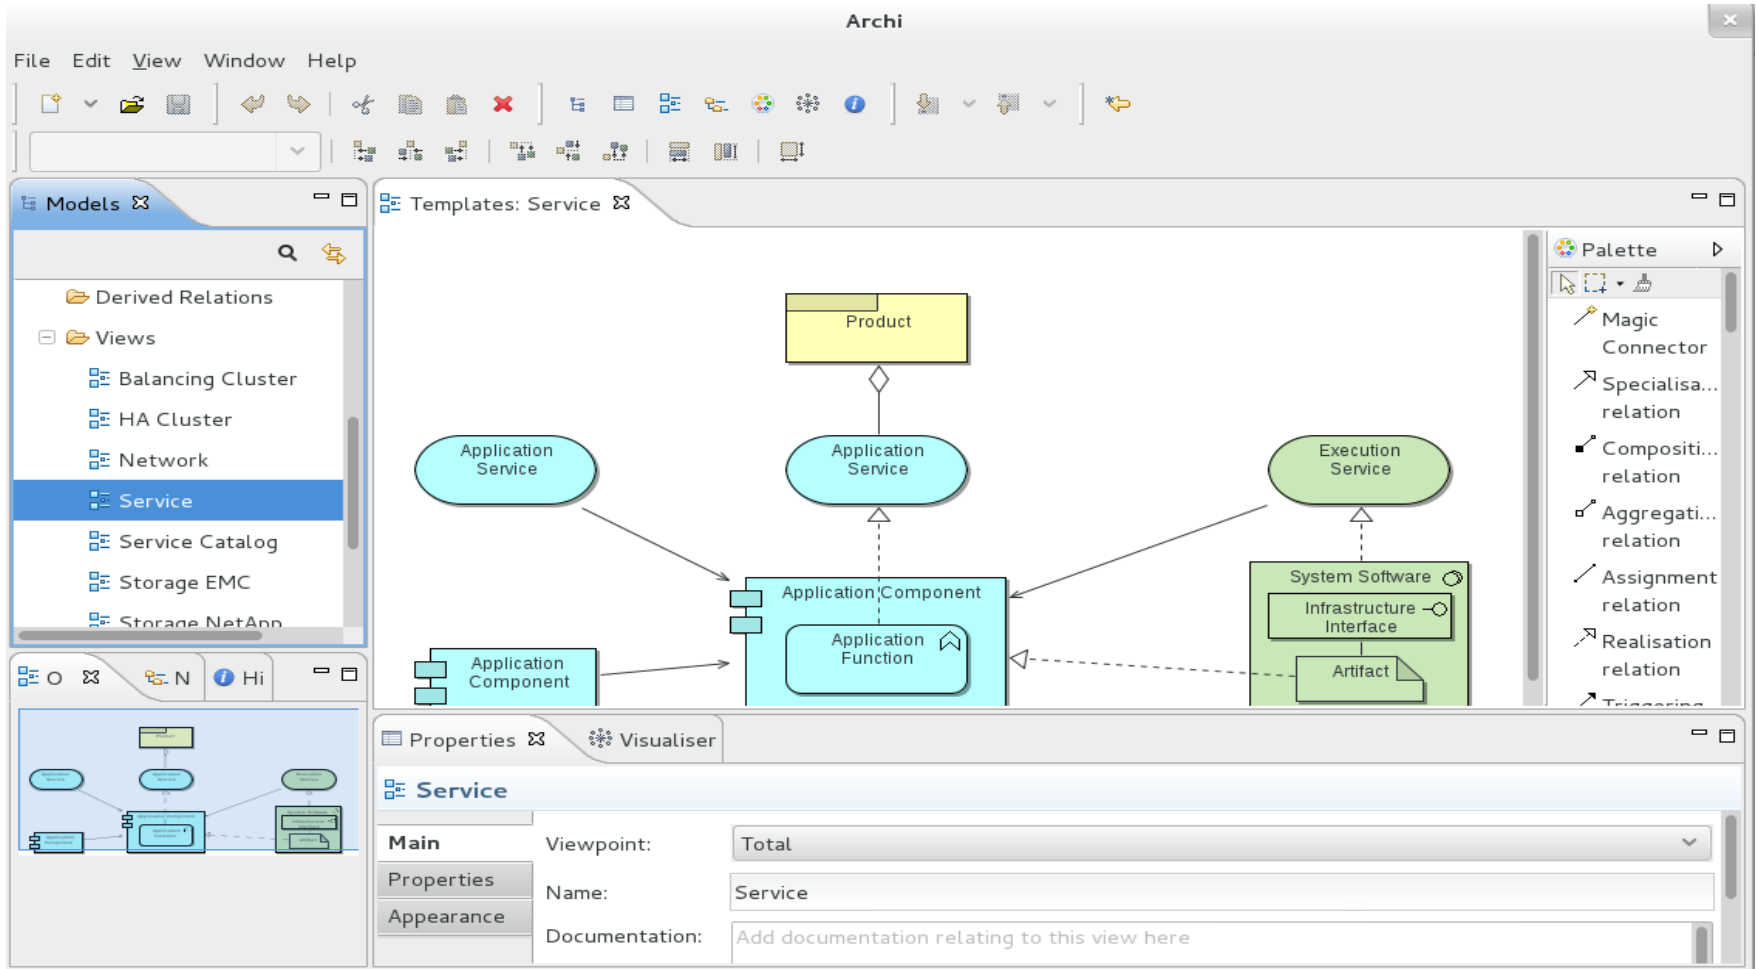 Archi
File Edit View Window Help
Models
Derived Relations
Views
Balancing Cluster
HA Cluster
Network
Service
Service Catalog
Storage EMC
Storage NetApp
O
N
Hi
Templates: Service
Product
Application
Service
Application
Service
Execution
Service
Application Component
Application
Function
Application
Component
System Software
Infrastructure
Interface
Artifact
Palette
Magic
Connector
Specialisa...
relation
Compositi...
relation
Aggregati...
relation
Assignment
relation
Realisation
relation
Triggering
Properties
Visualiser
Service
Main
Properties
Appearance
Viewpoint:
Total
Name:
Service
Documentation:
Add documentation relating to this view here